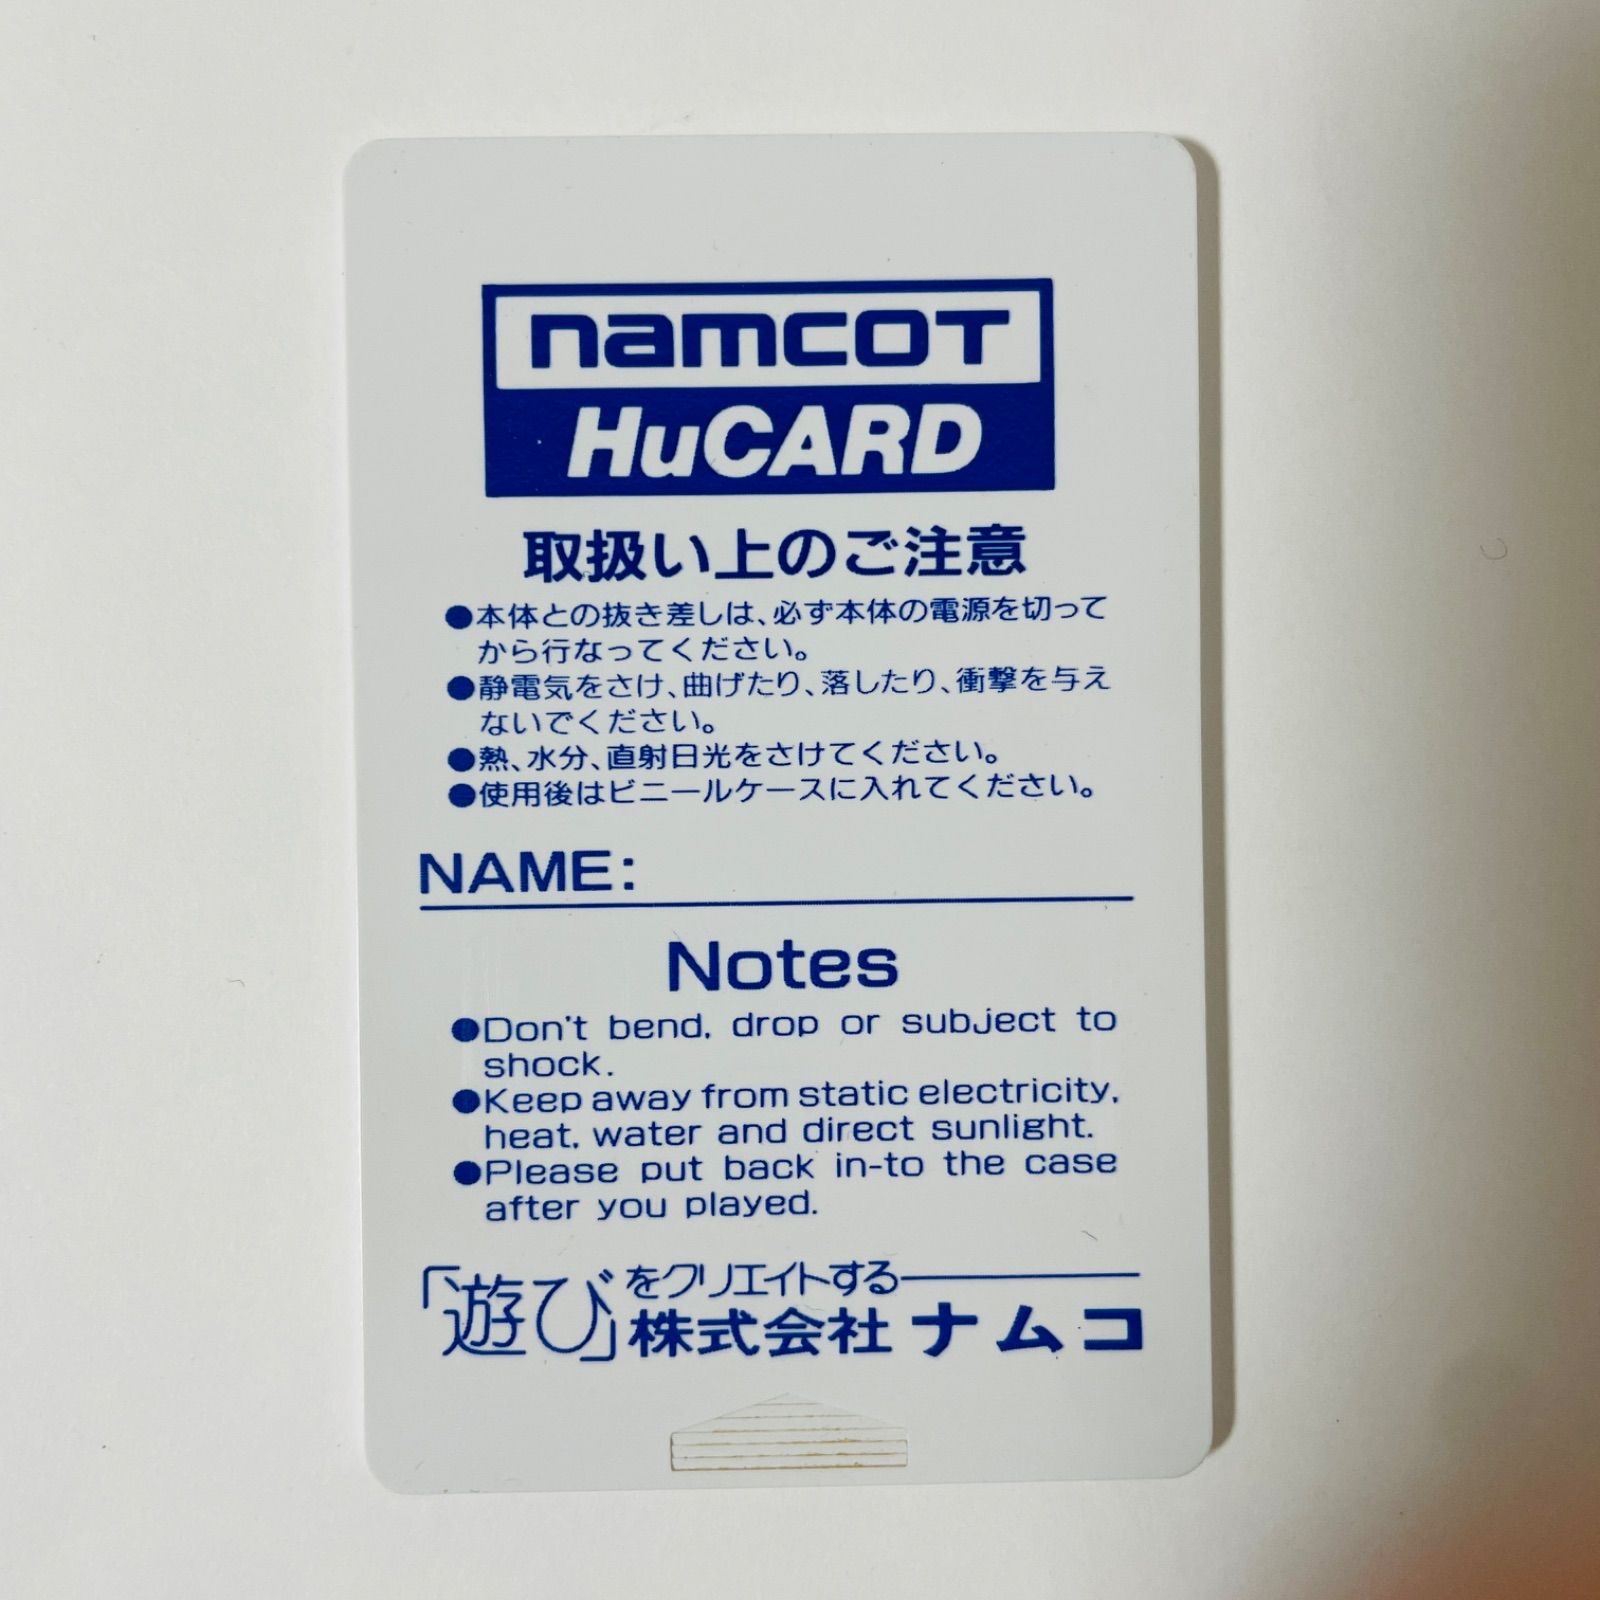 namcot
HuCARD
取扱い上のご注意
●本体との抜き差しは、必ず本体の電源を切って
から行なってください。
●静電気をさけ、曲げたり、落したり、衝撃を与え
ないでください。
●熱、水分、直射日光をさけてください。
●使用後はビニールケースに入れてください。
NAME:
Notes
●Don't bend, drop or subject to
shock.
●Keep away from static electricity,
heat, water and direct sunlight.
●Please put back in-to the case
after you played.
「遊び」をクリエイトする
株式会社ナムコ